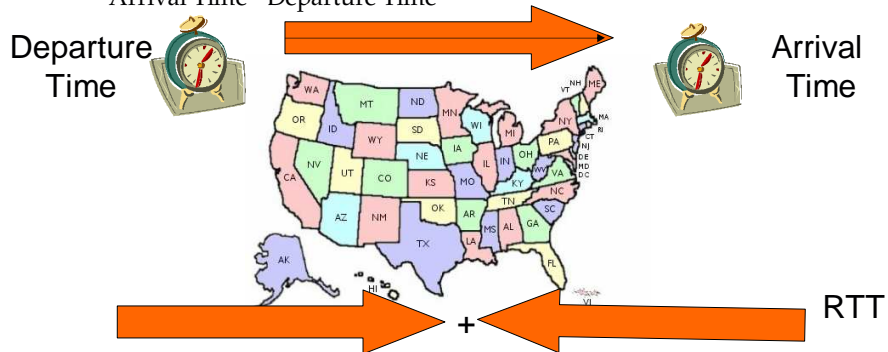 Arrival Time - Departure Time
Departure
Time
Arrival
Time
WA
OR
CA
NV
ID
MT
WY
UT
AZ
CO
NM
ND
SD
NE
KS
OK
TX
MN
IA
MO
AR
LA
WI
IL
MS
MI
IN
KY
TN
AL
OH
WV
VA
NC
SC
GA
FL
PA
NY
VT
NH
ME
MA
RI
CT
NJ
DE
MD
DC
AK
HI
VI
+
RTT